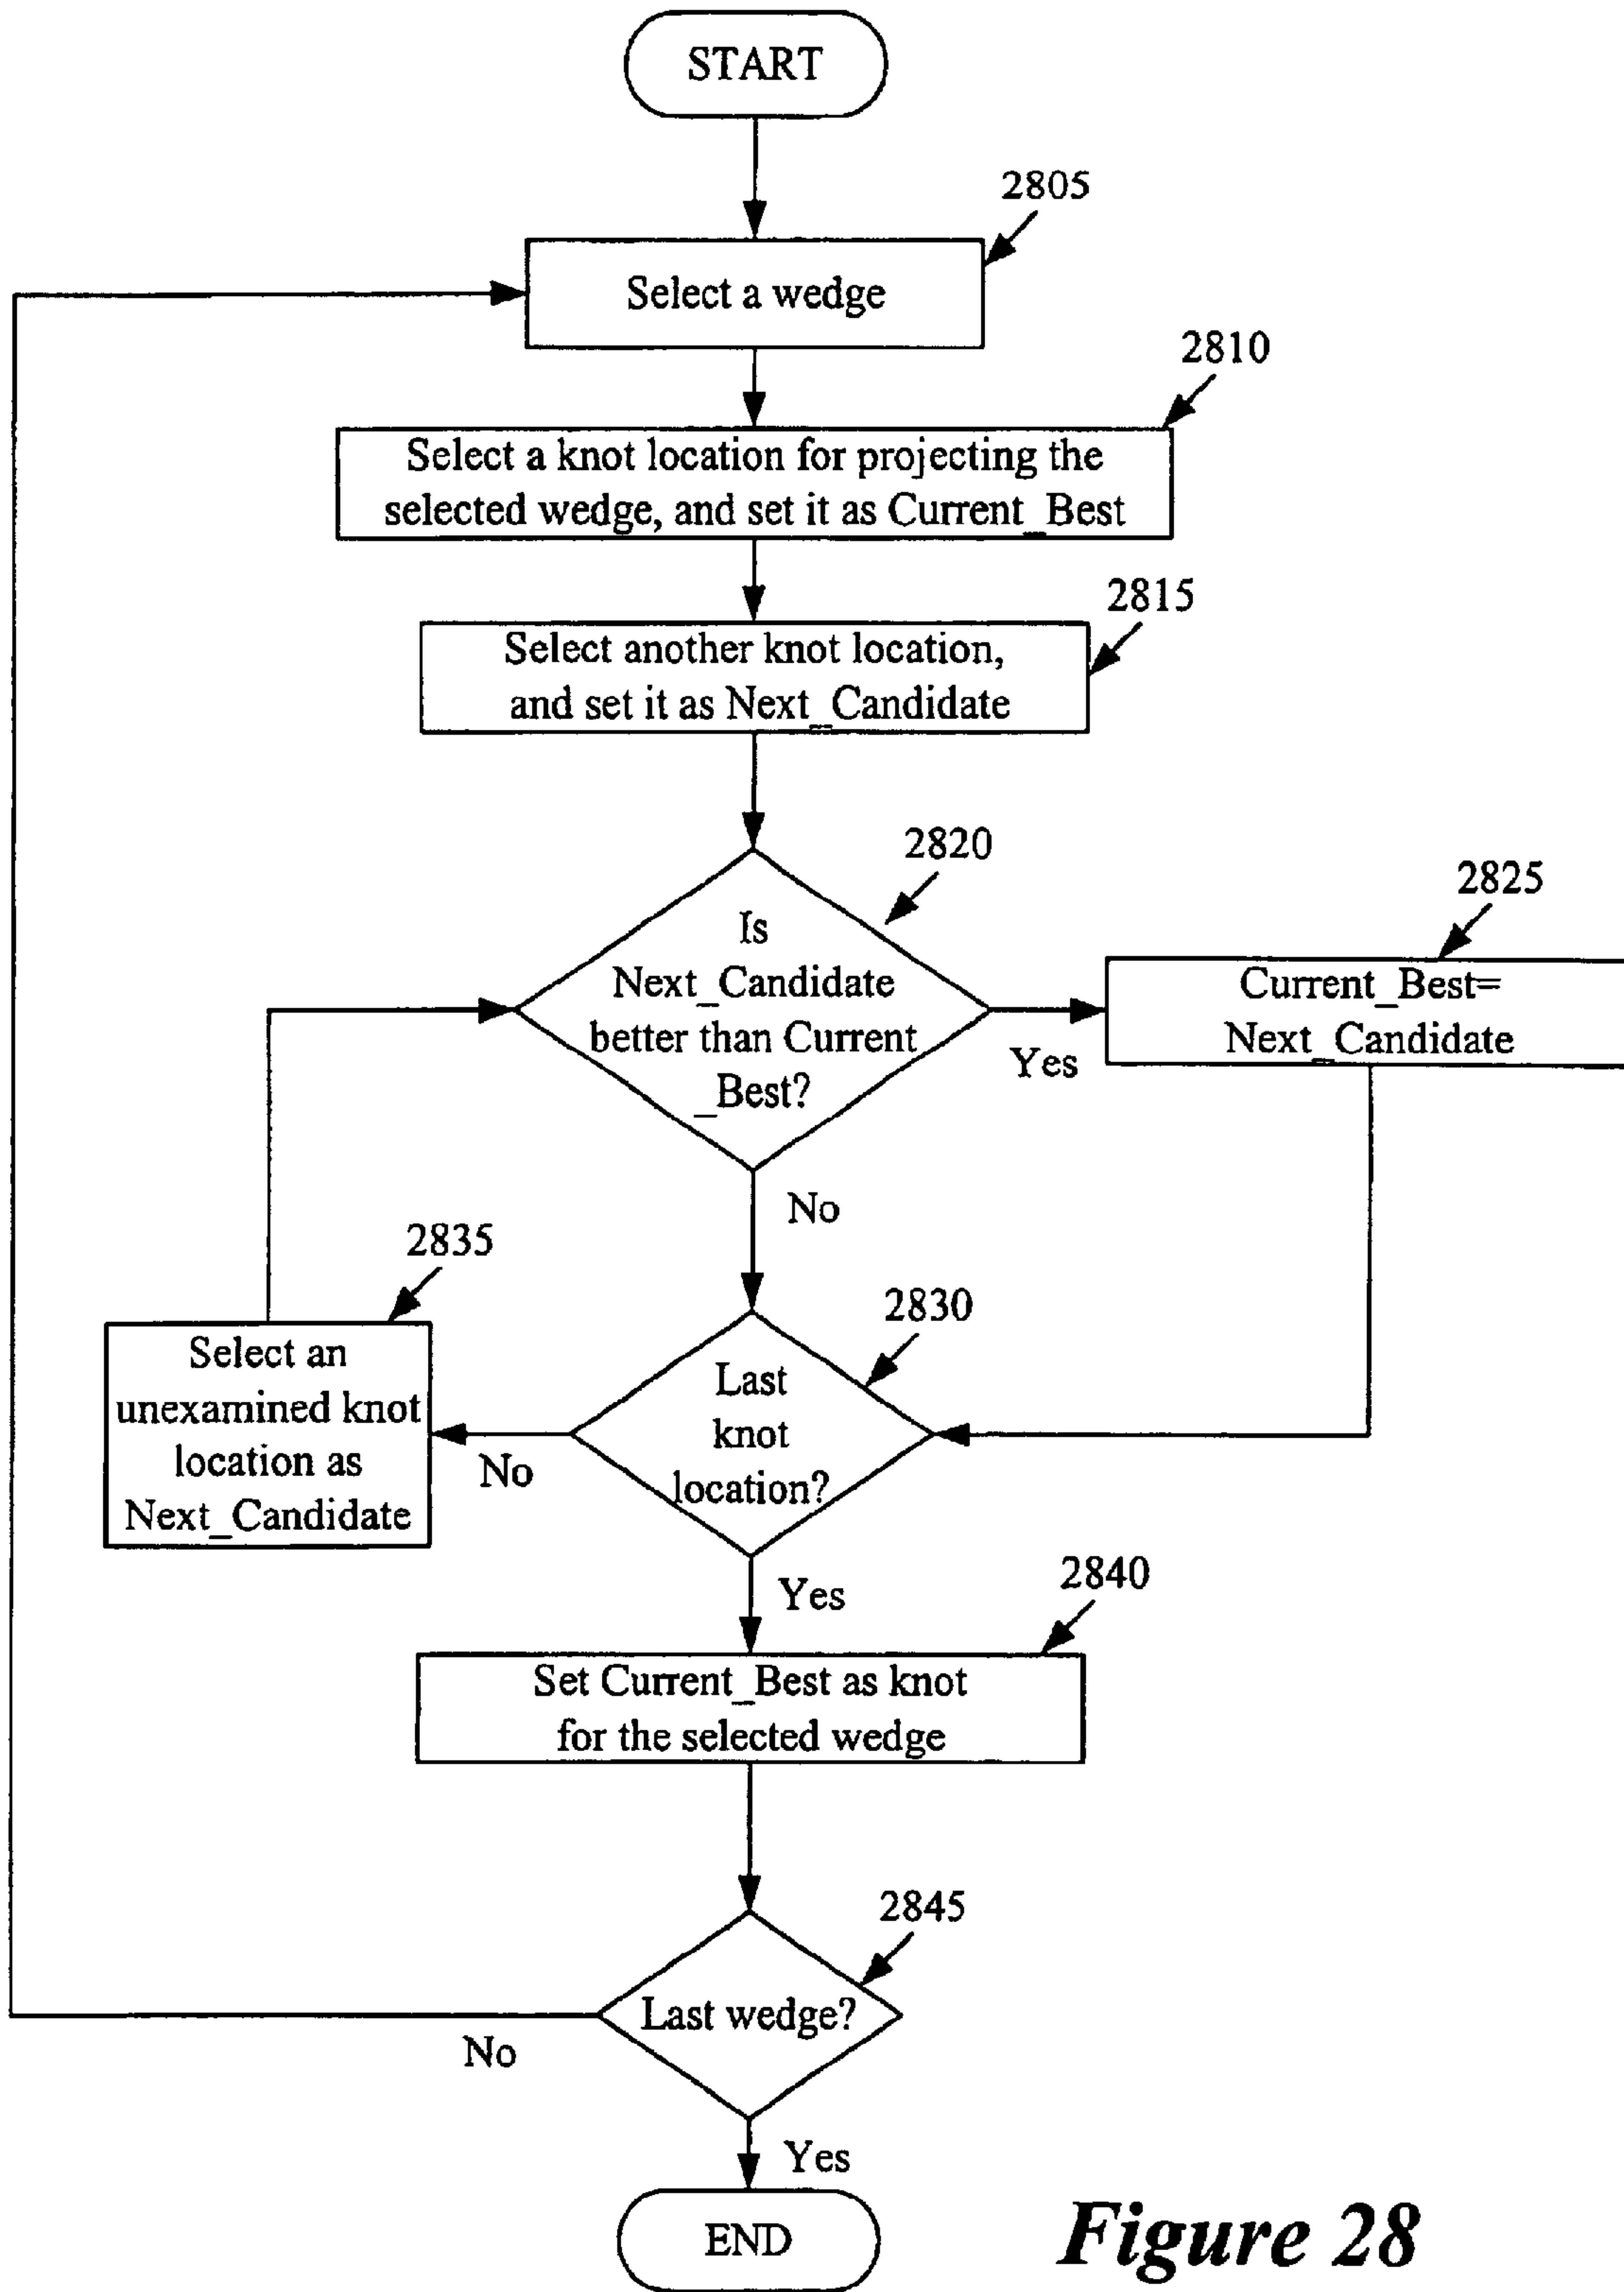 START
2805
Select a wedge
2810
Select a knot location for projecting the
selected wedge, and set it as Current_Best
2815
Select another knot location,
and set it as Next_Candidate
2820
Is
Next_Candidate
better than Current
_Best?
Yes
2825
Current_Best=
Next_Candidate
No
2835
Select an
unexamined knot
location as
Next_Candidate
2830
Last
knot
location?
No
Yes
2840
Set Current_Best as knot
for the selected wedge
2845
Last wedge?
No
Yes
END
Figure 28